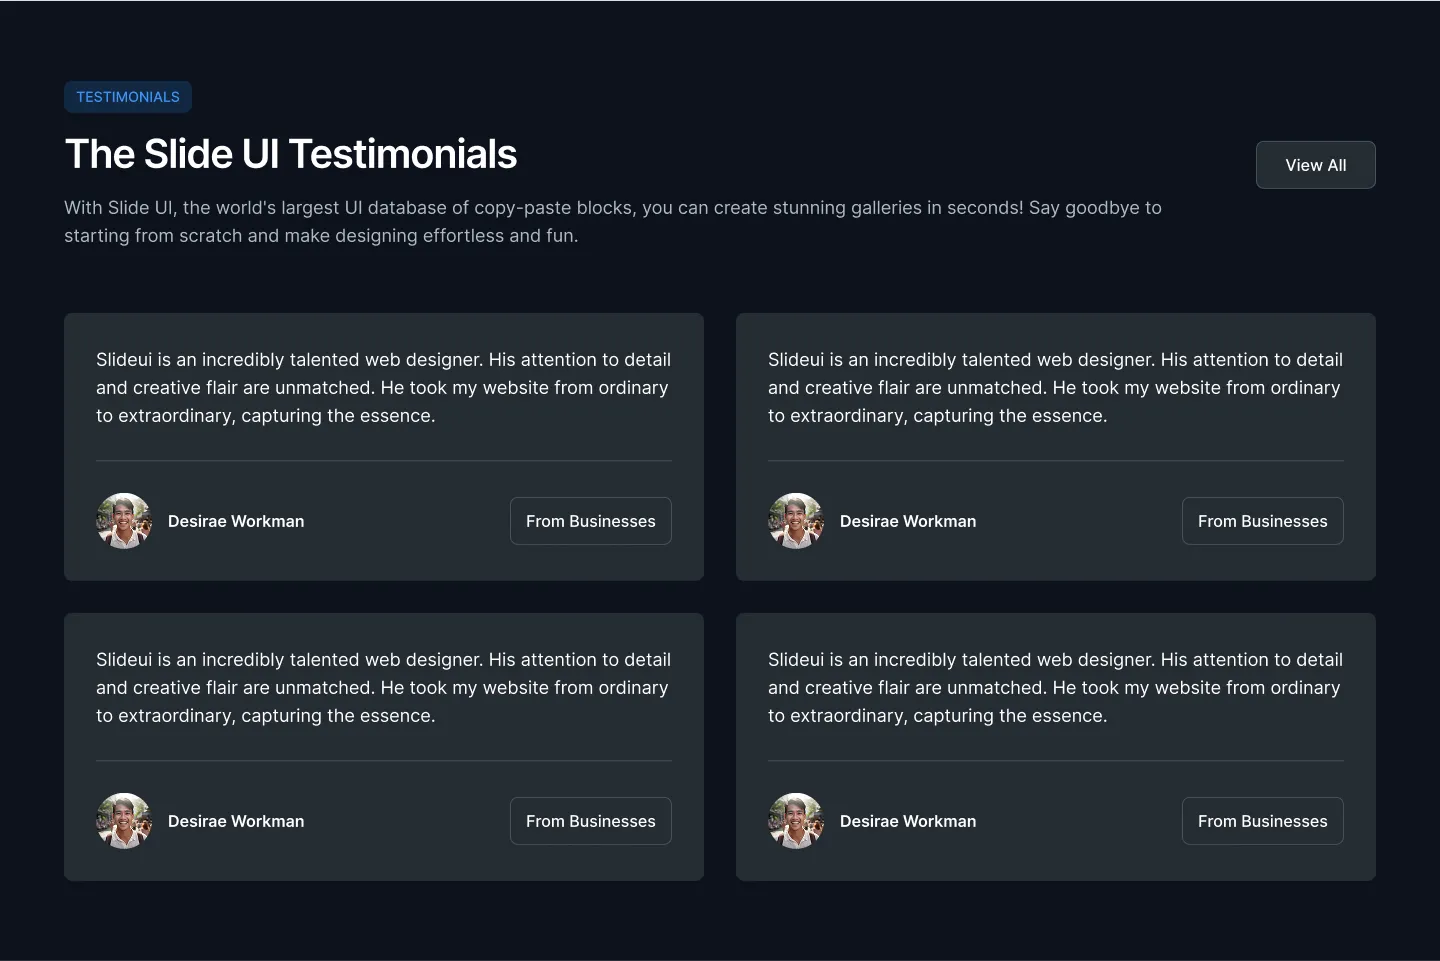 TESTIMONIALS
The Slide UI Testimonials
View All
With Slide UI, the world's largest UI database of copy-paste blocks, you can create stunning galleries in seconds! Say goodbye to
starting from scratch and make designing effortless and fun.
Slideui is an incredibly talented web designer. His attention to detail
and creative flair are unmatched. He took my website from ordinary
to extraordinary, capturing the essence.
Desirae Workman
From Businesses
Slideui is an incredibly talented web designer. His attention to detail
and creative flair are unmatched. He took my website from ordinary
to extraordinary, capturing the essence.
Desirae Workman
From Businesses
Slideui is an incredibly talented web designer. His attention to detail
and creative flair are unmatched. He took my website from ordinary
to extraordinary, capturing the essence.
Desirae Workman
From Businesses
Slideui is an incredibly talented web designer. His attention to detail
and creative flair are unmatched. He took my website from ordinary
to extraordinary, capturing the essence.
Desirae Workman
From Businesses